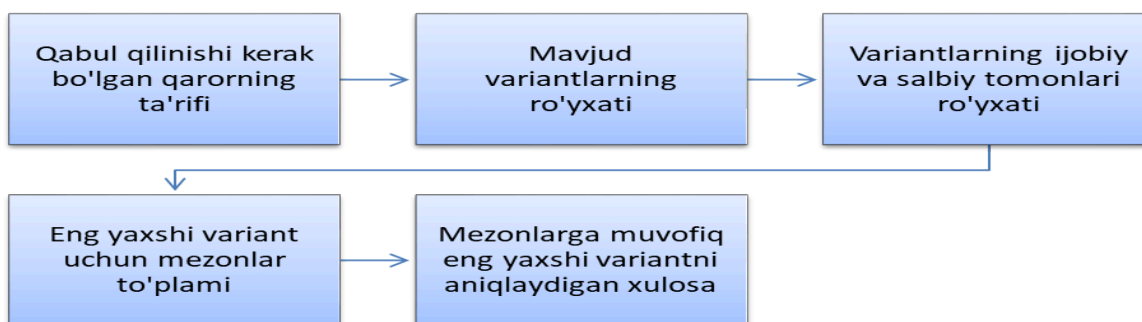 Qabul qilinishi kerak
bo'lgan qarorning
ta'rifi
Mavjud
variantlarning
ro'yxati
Variantlarning ijobiy
va salbiy tomonlari
ro'yxati
Eng yaxshi variant
uchun mezonlar
to'plami
Mezonlarga muvofiq
eng yaxshi variantni
aniqlaydigan xulosa